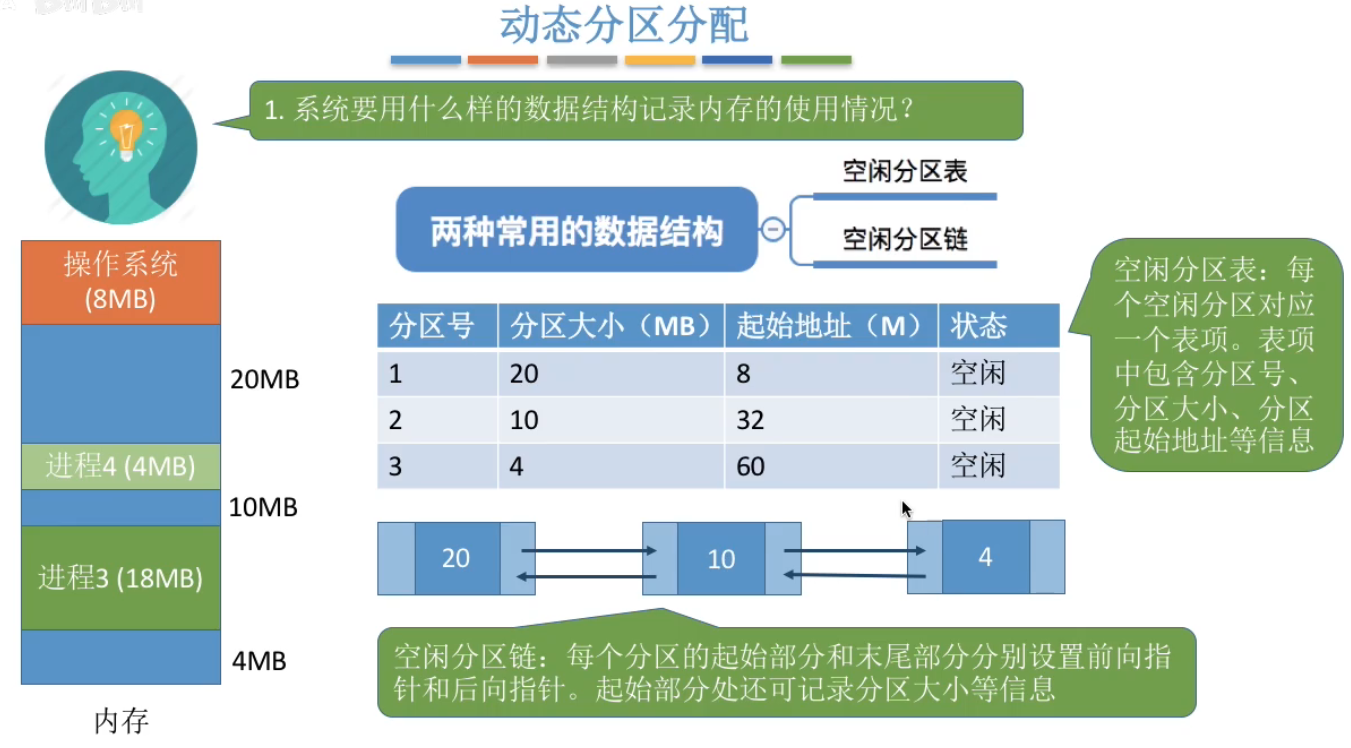 动态分区分配
1. 系统要用什么样的数据结构记录内存的使用情况？
两种常用的数据结构
空闲分区表
空闲分区链
操作系统
(8MB)
20MB
进程4 (4MB)
10MB
进程3 (18MB)
4MB
内存
分区号 分区大小（MB） 起始地址（M） 状态
1 20 8 空闲
2 10 32 空闲
3 4 60 空闲
空闲分区表：每
个空闲分区对应
一个表项。表项
中包含分区号、
分区大小、分区
起始地址等信息
20 10 4
空闲分区链：每个分区的起始部分和末尾部分分别设置前向指
针和后向指针。起始部分处还可记录分区大小等信息